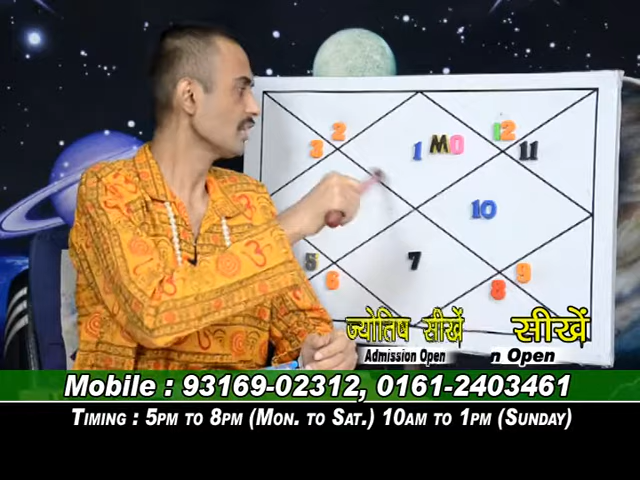 2
3
1 MO
12
11
10
5
6
7
9
8
ज्योतिष सीखें
सीखें
Admission Open
n Open
Mobile : 93169-02312, 0161-2403461
Timing : 5pm to 8pm (Mon. to Sat.) 10am to 1pm (Sunday)